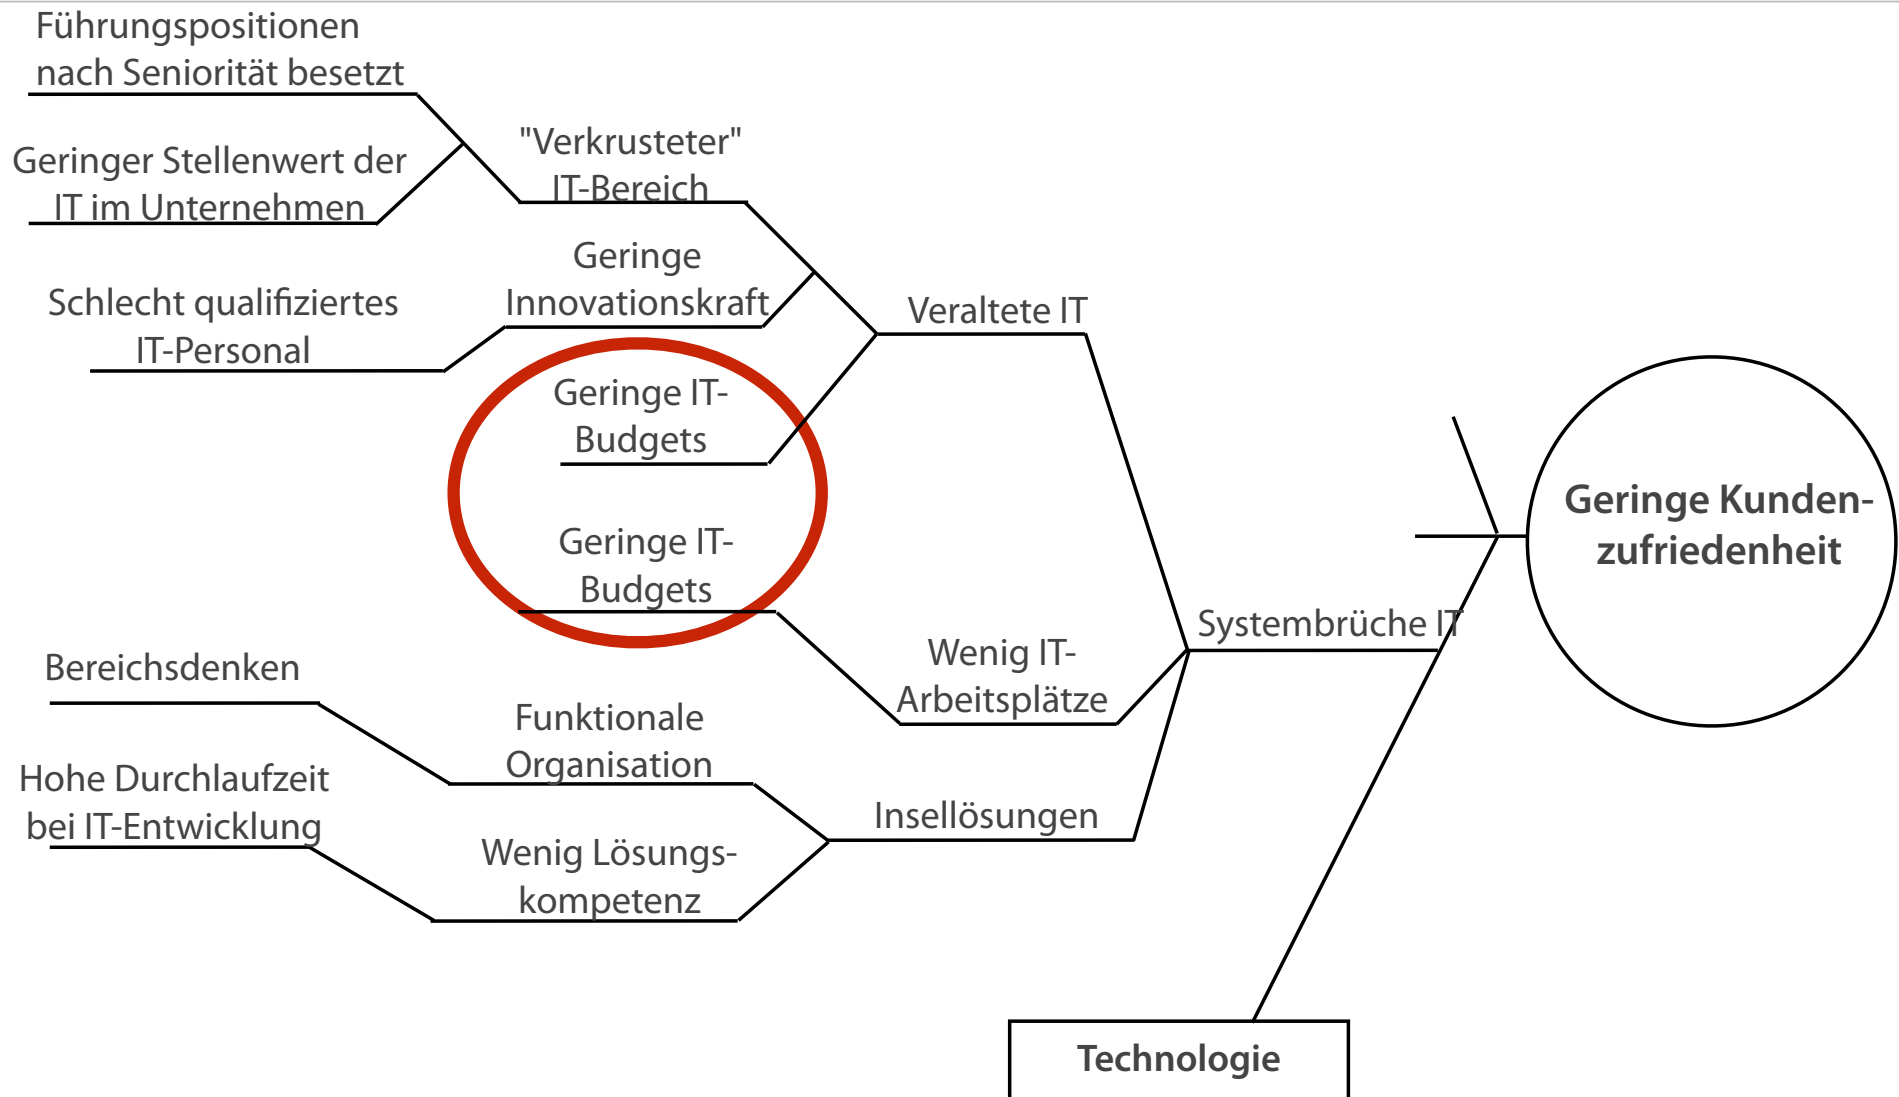 Führungspositionen
nach Seniorität besetzt
"Verkrusteter"
IT-Bereich
Geringer Stellenwert der
IT im Unternehmen
Geringe
Innovationskraft
Schlecht qualifiziertes
IT-Personal
Veraltete IT
Geringe IT-
Budgets
Geringe Kunden-
zufriedenheit
Geringe IT-
Budgets
Systembrüche IT
Wenig IT-
Arbeitsplätze
Bereichsdenken
Funktionale
Organisation
Hohe Durchlaufzeit
bei IT-Entwicklung
Insellösungen
Wenig Lösungs-
kompetenz
Technologie